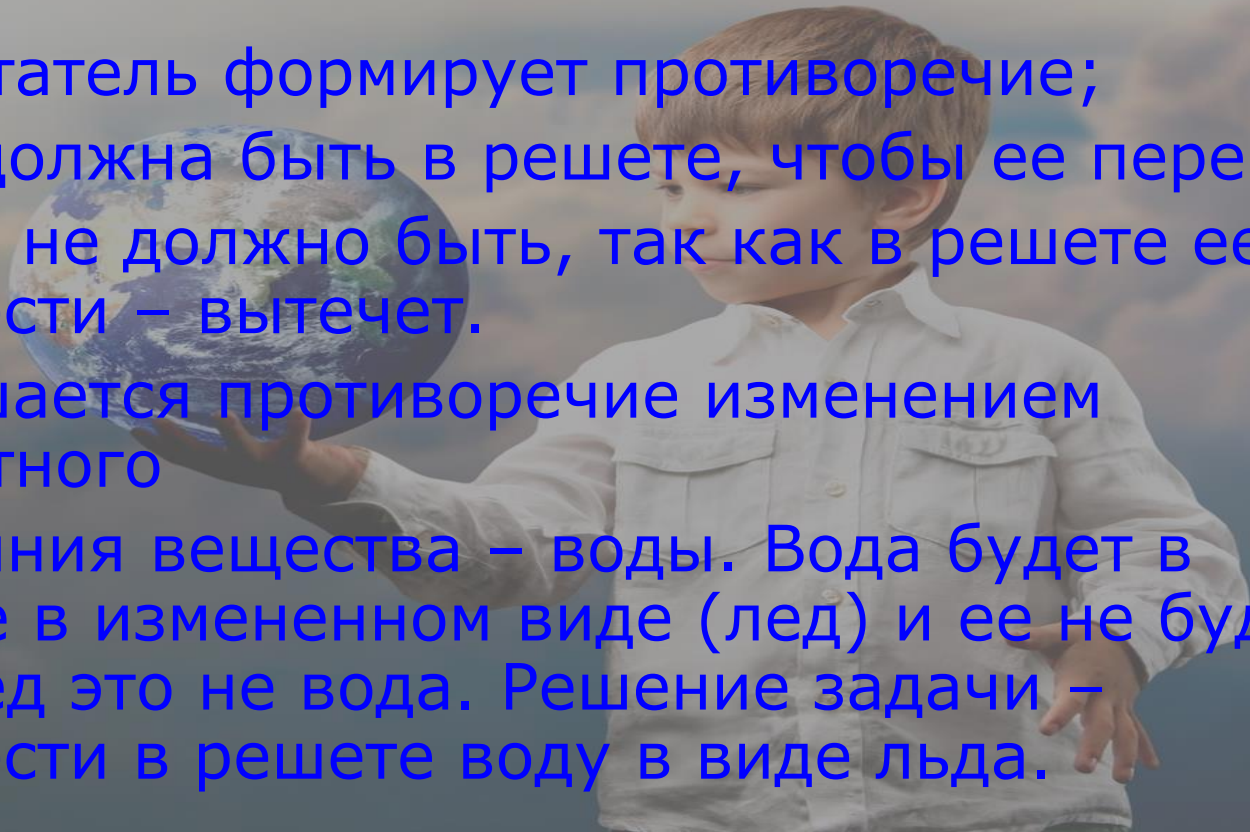 татель формирует противоречие;
должна быть в решете, чтобы ее пере
не должно быть, так как в решете ее
сти – вытечет.
шается противоречие изменением
тного
яния вещества – воды. Вода будет в
е в измененном виде (лед) и ее не буд
ед это не вода. Решение задачи –
сти в решете воду в виде льда.